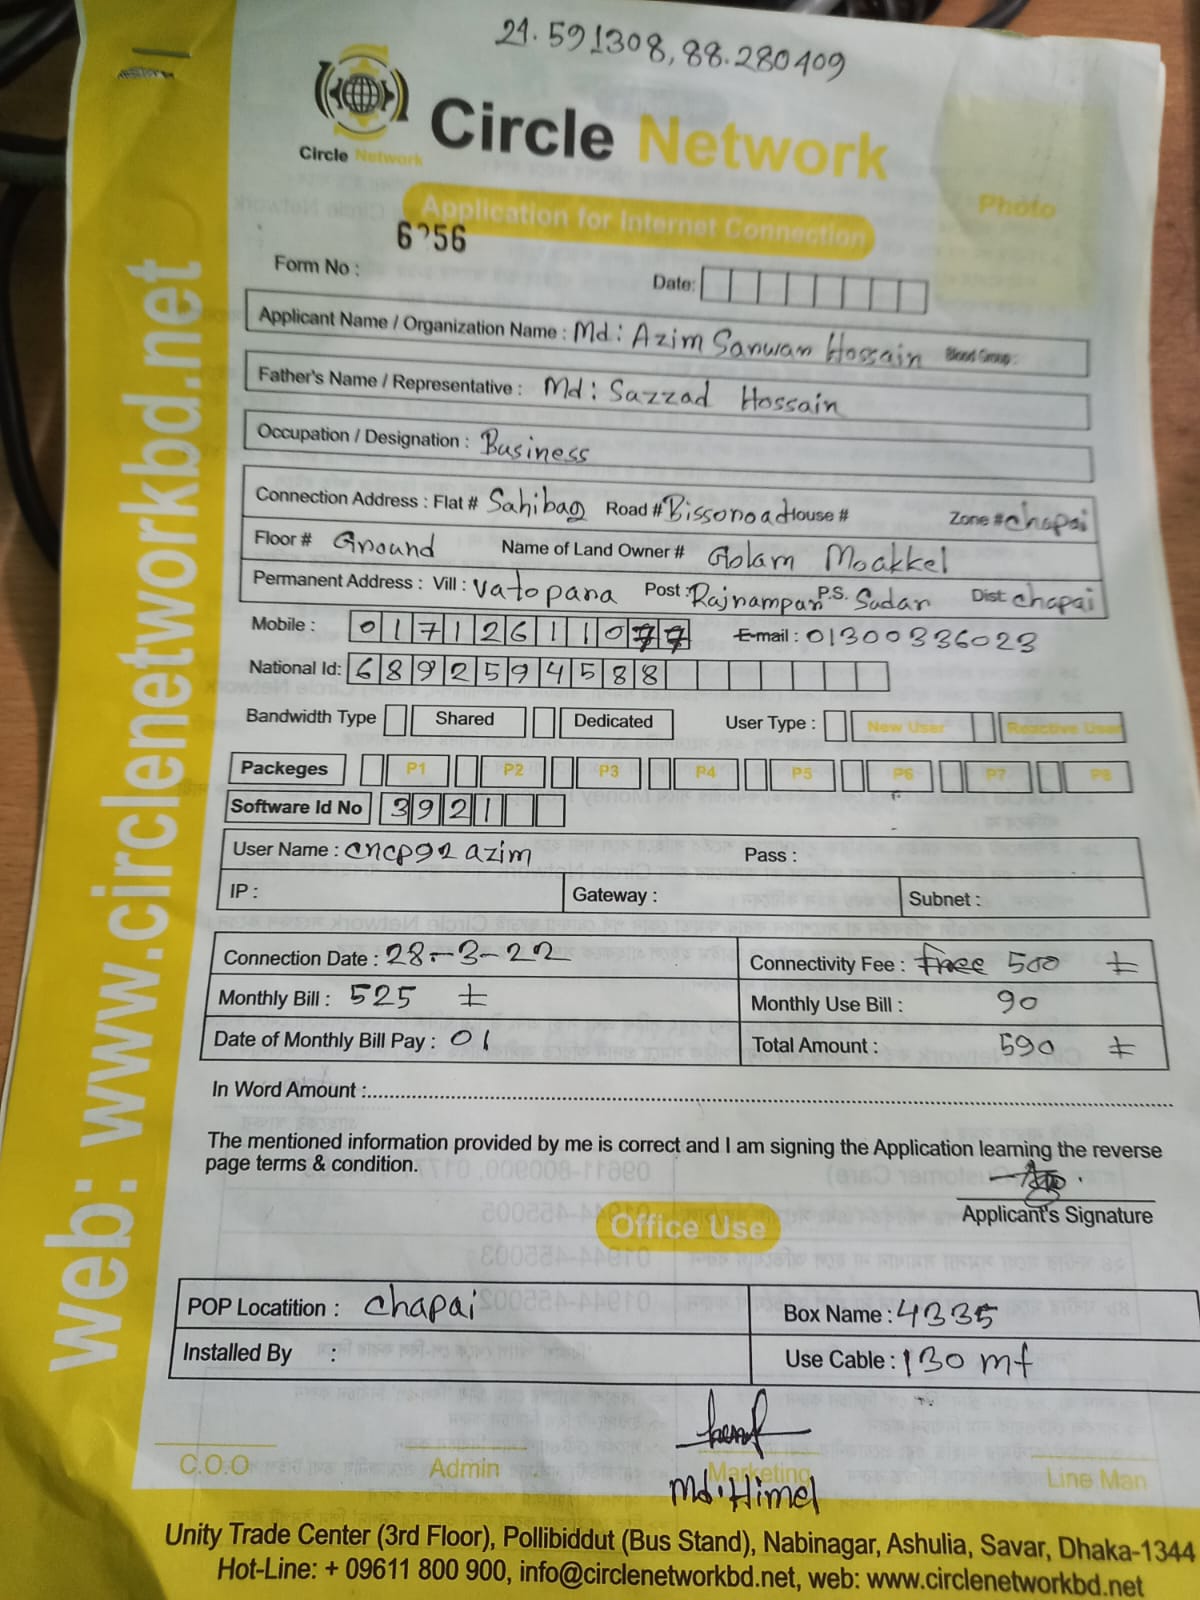 24.591308, 88.280409
Circle Network
Circle Network
Photo
Application for Internet Connection
Form No : 6256
Date:
Applicant Name / Organization Name : Md: Azim Sarwar Hossain Blood Group :
Father's Name / Representative : Md: Sazzad Hossain
Occupation / Designation : Business
Connection Address : Flat # Sahibag Road # Bissoroad House # Zone # chapai
Floor # Ground Name of Land Owner # Golam Moakkel
Permanent Address : Vill : vatopara Post : Rajrampur P.S. Sadar Dist chapai
Mobile : 01712611077 E-mail : 01300336023
National Id: 6892594588
Bandwidth Type Shared Dedicated User Type : New User Reactive User
Packeges P1 P2 P3 P4 P5 P6 P7 P8
Software Id No 3921
User Name : cncp92 azim Pass :
IP : Gateway : Subnet :
Connection Date : 28-3-22 Connectivity Fee : Free 500 ±
Monthly Bill : 525 ± Monthly Use Bill : 90
Date of Monthly Bill Pay : 01 Total Amount : 590 ±
In Word Amount :
The mentioned information provided by me is correct and I am signing the Application learning the reverse
page terms & condition.
Applicant's Signature
Office Use
POP Locatition : chapai Box Name : 4335
Installed By : Use Cable : 130 mt
C.O.O Admin Marketing Line Man
Md. Himel
Unity Trade Center (3rd Floor), Pollibiddut (Bus Stand), Nabinagar, Ashulia, Savar, Dhaka-1344
Hot-Line: + 09611 800 900, info@circlenetworkbd.net, web: www.circlenetworkbd.net
web: www.circlenetworkbd.net